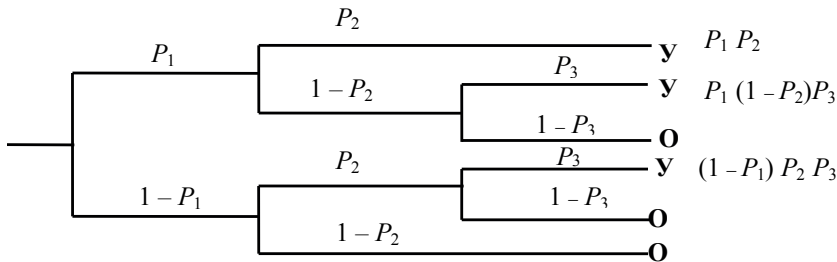 P₂
У P₁ P₂
P₁
P₃
У P₁ (1 – P₂)P₃
1 – P₂
1 – P₃
О
P₂
P₃
У (1 – P₁) P₂ P₃
1 – P₁
1 – P₃
О
1 – P₂
О